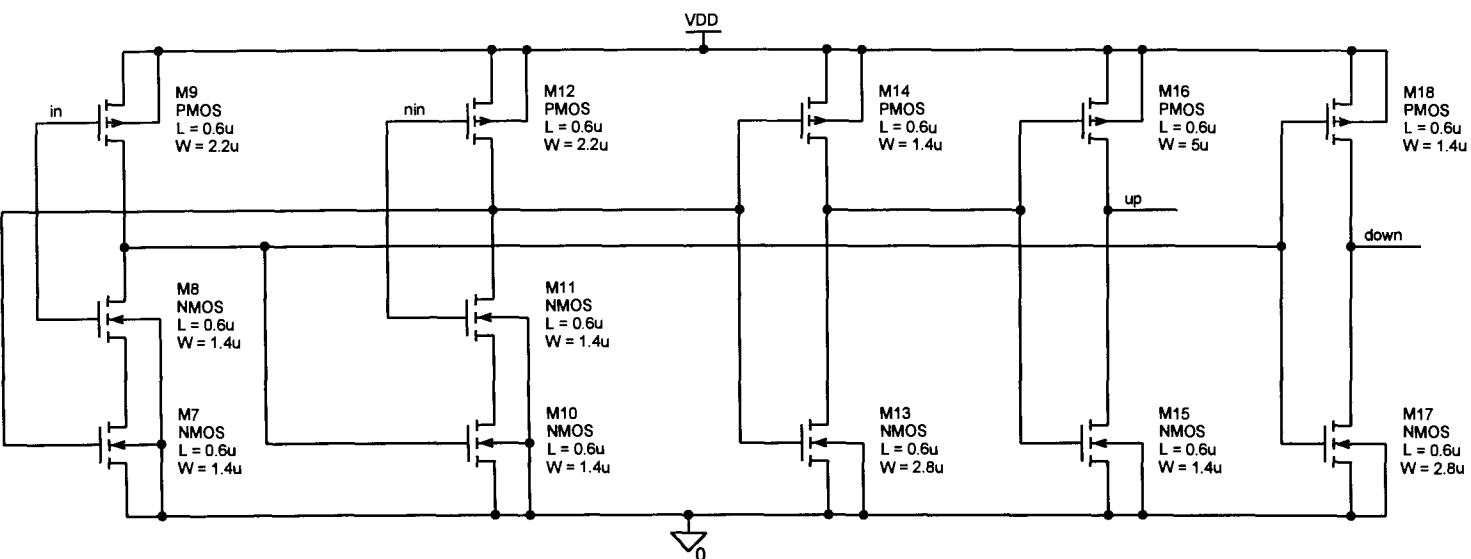 VDD
in
M9
PMOS
L = 0.6u
W = 2.2u
nin
M12
PMOS
L = 0.6u
W = 2.2u
M14
PMOS
L = 0.6u
W = 1.4u
M16
PMOS
L = 0.6u
W = 5u
M18
PMOS
L = 0.6u
W = 1.4u
up
down
M8
NMOS
L = 0.6u
W = 1.4u
M11
NMOS
L = 0.6u
W = 1.4u
M7
NMOS
L = 0.6u
W = 1.4u
M10
NMOS
L = 0.6u
W = 1.4u
M13
NMOS
L = 0.6u
W = 2.8u
M15
NMOS
L = 0.6u
W = 1.4u
M17
NMOS
L = 0.6u
W = 2.8u
0